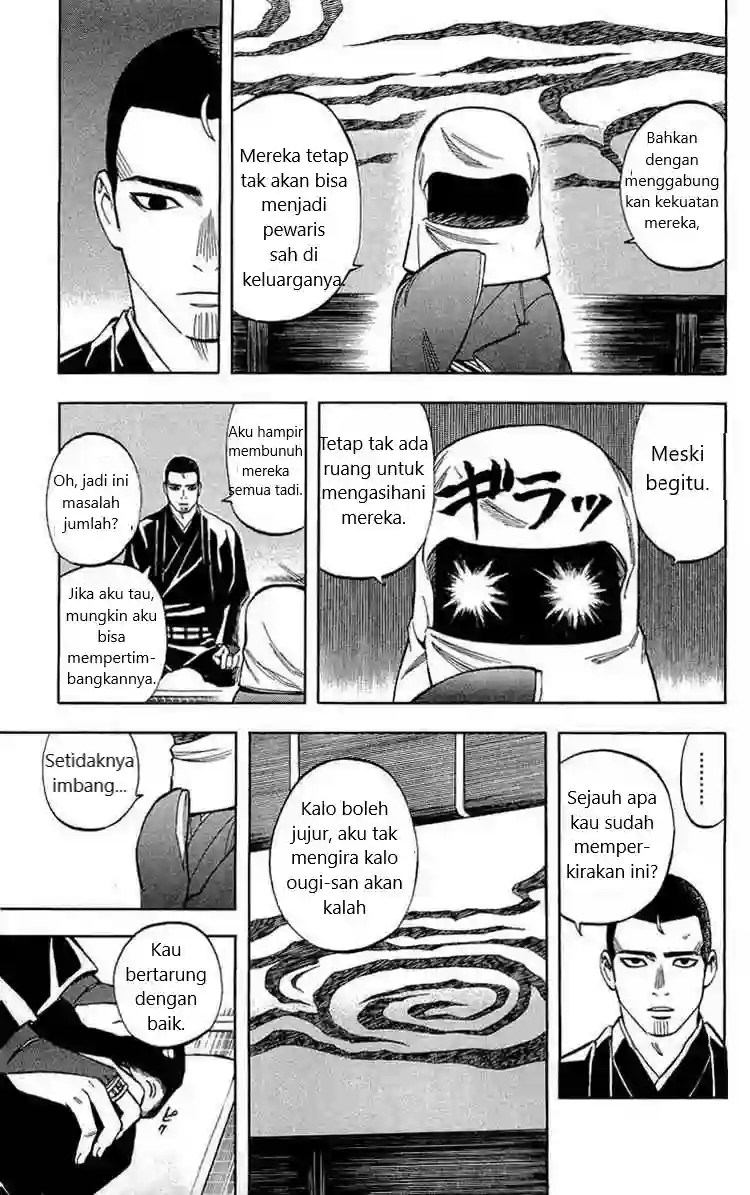 Bahkan
dengan
menggabung
kan kekuatan
mereka,
Mereka tetap
tak akan bisa
menjadi
pewaris
sah di
keluarganya.
Meski
begitu.
ギラッ
Tetap tak ada
ruang untuk
mengasihani
mereka.
Aku hampir
membunuh
mereka
semua tadi.
Oh, jadi ini
masalah
jumlah?
Jika aku tau,
mungkin aku
bisa
mempertim-
bangkannya.
........
Sejauh apa
kau sudah
memper-
kirakan ini?
Kalo boleh
jujur, aku tak
mengira kalo
ougi-san akan
kalah
Setidaknya
imbang...
Kau
bertarung
dengan
baik.
ピク